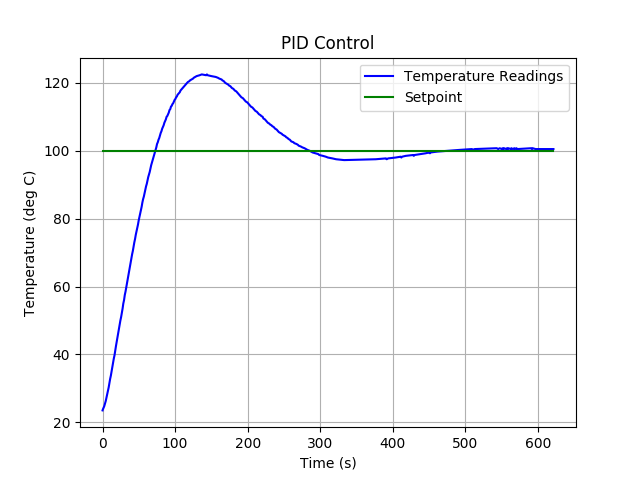 PID Control
Temperature Readings
Setpoint
120
100
80
60
40
20
Temperature (deg C)
0 100 200 300 400 500 600
Time (s)